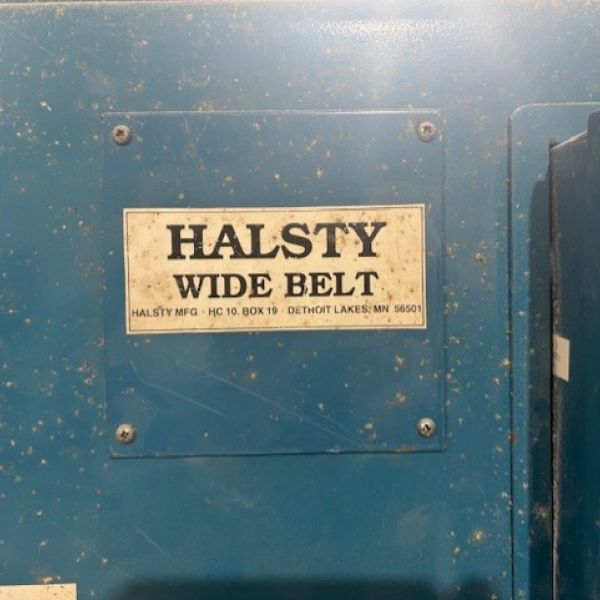 HALSTY
WIDE BELT
HALSTY MFG · HC 10. BOX 19 · DETROIT LAKES, MN 56501